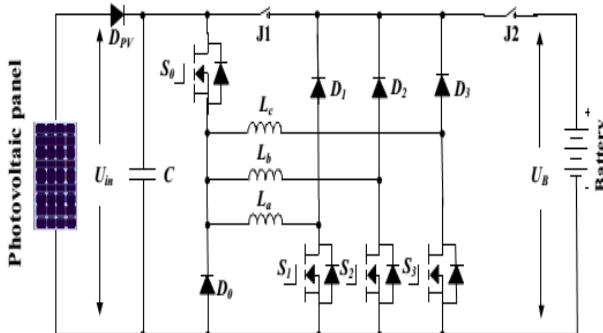 D_PV
J1
J2
S_0
D_1
D_2
D_3
L_c
Photovoltaic panel
U_in
C
L_b
U_B
+
-
Battery
L_a
D_0
S_1
S_2
S_3